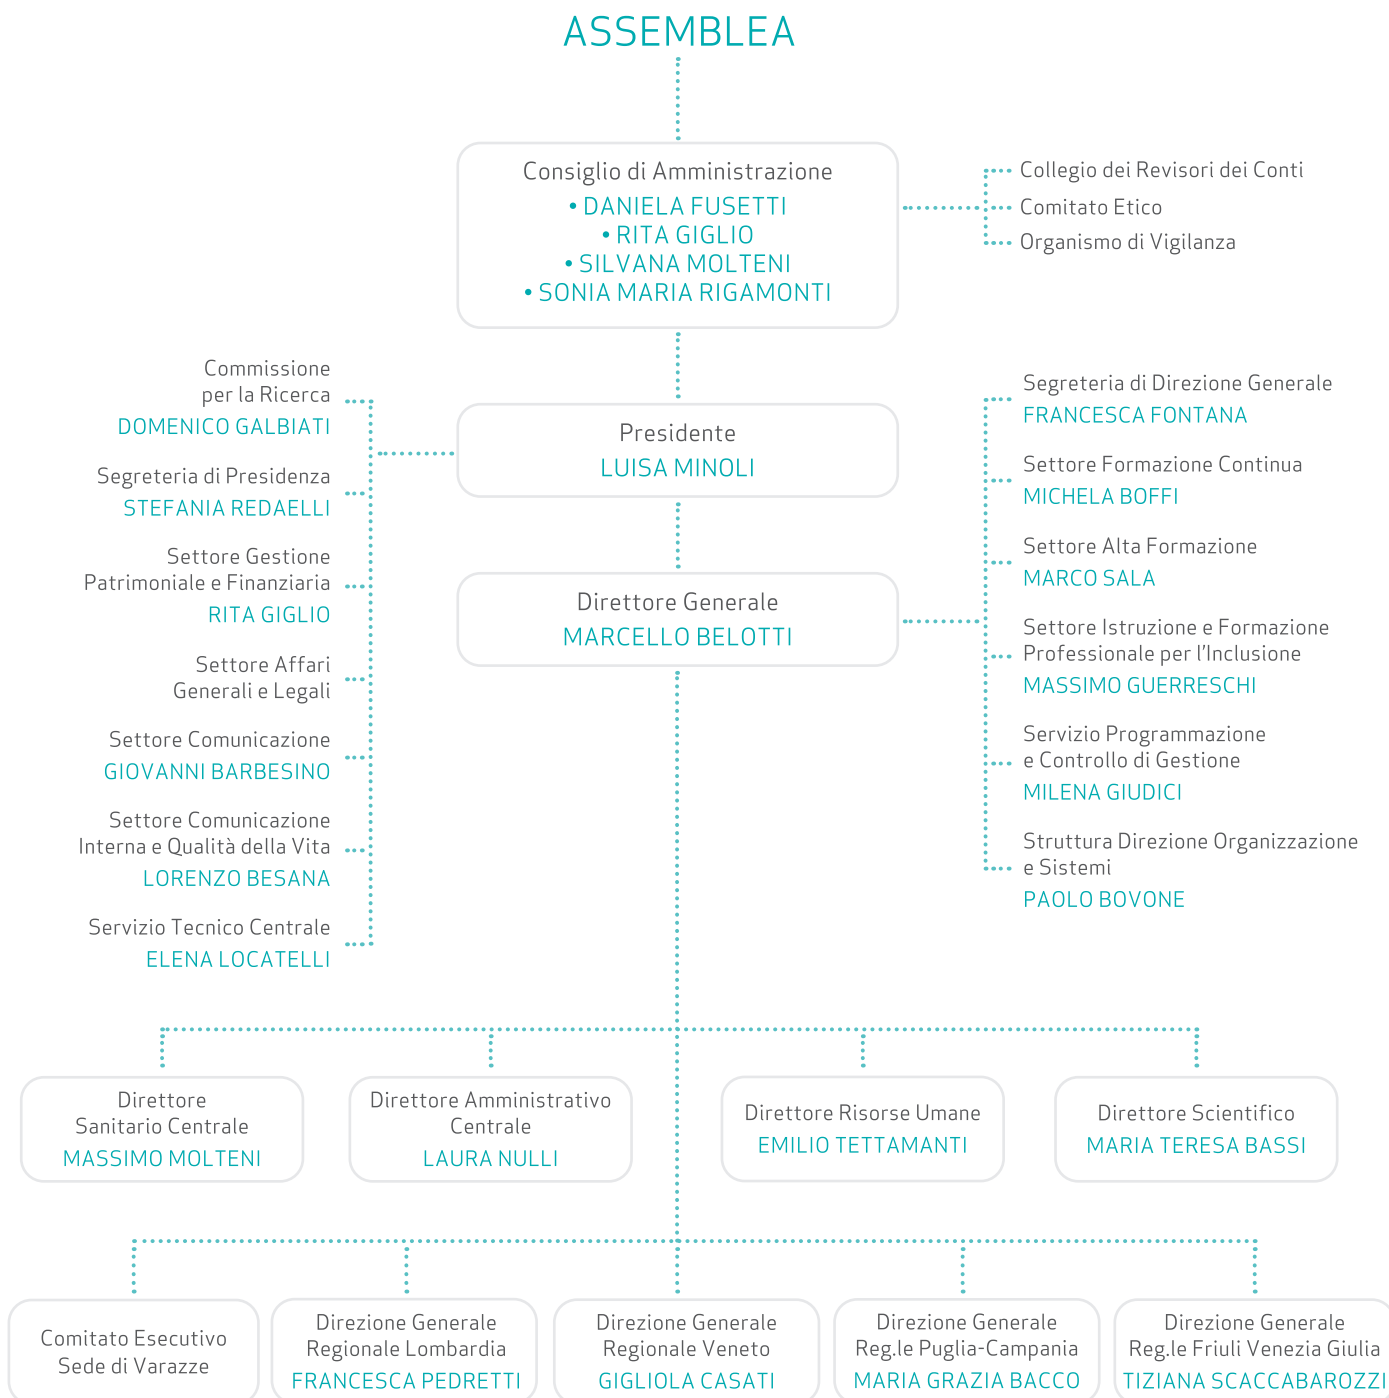 ASSEMBLEA
Consiglio di Amministrazione
• DANIELA FUSETTI
• RITA GIGLIO
• SILVANA MOLTENI
• SONIA MARIA RIGAMONTI
Collegio dei Revisori dei Conti
Comitato Etico
Organismo di Vigilanza
Commissione
per la Ricerca
DOMENICO GALBIATI
Segreteria di Presidenza
STEFANIA REDAELLI
Settore Gestione
Patrimoniale e Finanziaria
RITA GIGLIO
Settore Affari
Generali e Legali
Settore Comunicazione
GIOVANNI BARBESINO
Settore Comunicazione
Interna e Qualità della Vita
LORENZO BESANA
Servizio Tecnico Centrale
ELENA LOCATELLI
Presidente
LUISA MINOLI
Direttore Generale
MARCELLO BELOTTI
Segreteria di Direzione Generale
FRANCESCA FONTANA
Settore Formazione Continua
MICHELA BOFFI
Settore Alta Formazione
MARCO SALA
Settore Istruzione e Formazione
Professionale per l'Inclusione
MASSIMO GUERRESCHI
Servizio Programmazione
e Controllo di Gestione
MILENA GIUDICI
Struttura Direzione Organizzazione
e Sistemi
PAOLO BOVONE
Direttore
Sanitario Centrale
MASSIMO MOLTENI
Direttore Amministrativo
Centrale
LAURA NULLI
Direttore Risorse Umane
EMILIO TETTAMANTI
Direttore Scientifico
MARIA TERESA BASSI
Comitato Esecutivo
Sede di Varazze
Direzione Generale
Regionale Lombardia
FRANCESCA PEDRETTI
Direzione Generale
Regionale Veneto
GIGLIOLA CASATI
Direzione Generale
Reg.le Puglia-Campania
MARIA GRAZIA BACCO
Direzione Generale
Reg.le Friuli Venezia Giulia
TIZIANA SCACCABAROZZI